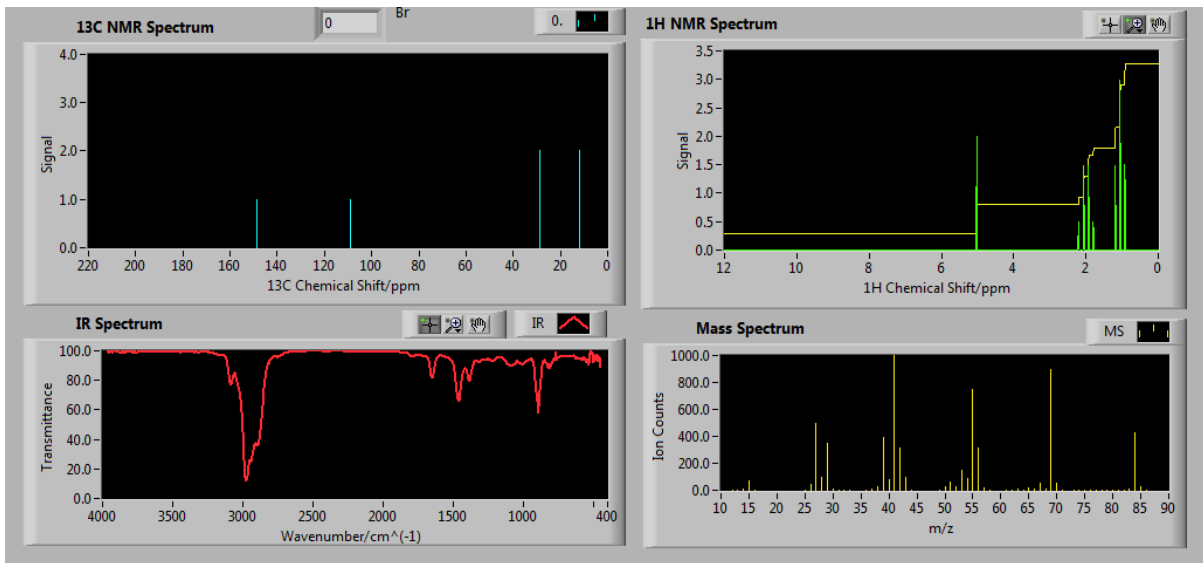 13C NMR Spectrum
0
Br
0.
Signal
4.0
3.0
2.0
1.0
0.0
220 200 180 160 140 120 100 80 60 40 20 0
13C Chemical Shift/ppm
1H NMR Spectrum
Signal
3.5
3.0
2.5
2.0
1.5
1.0
0.5
0.0
12 10 8 6 4 2 0
1H Chemical Shift/ppm
IR Spectrum
IR
Transmittance
100.0
80.0
60.0
40.0
20.0
0.0
4000 3000 2000 1000 400
Wavenumber/cm^(-1)
Mass Spectrum
MS
Ion Counts
1000.0
800.0
600.0
400.0
200.0
0.0
10 15 20 25 30 35 40 45 50 55 60 65 70 75 80 85 90
m/z